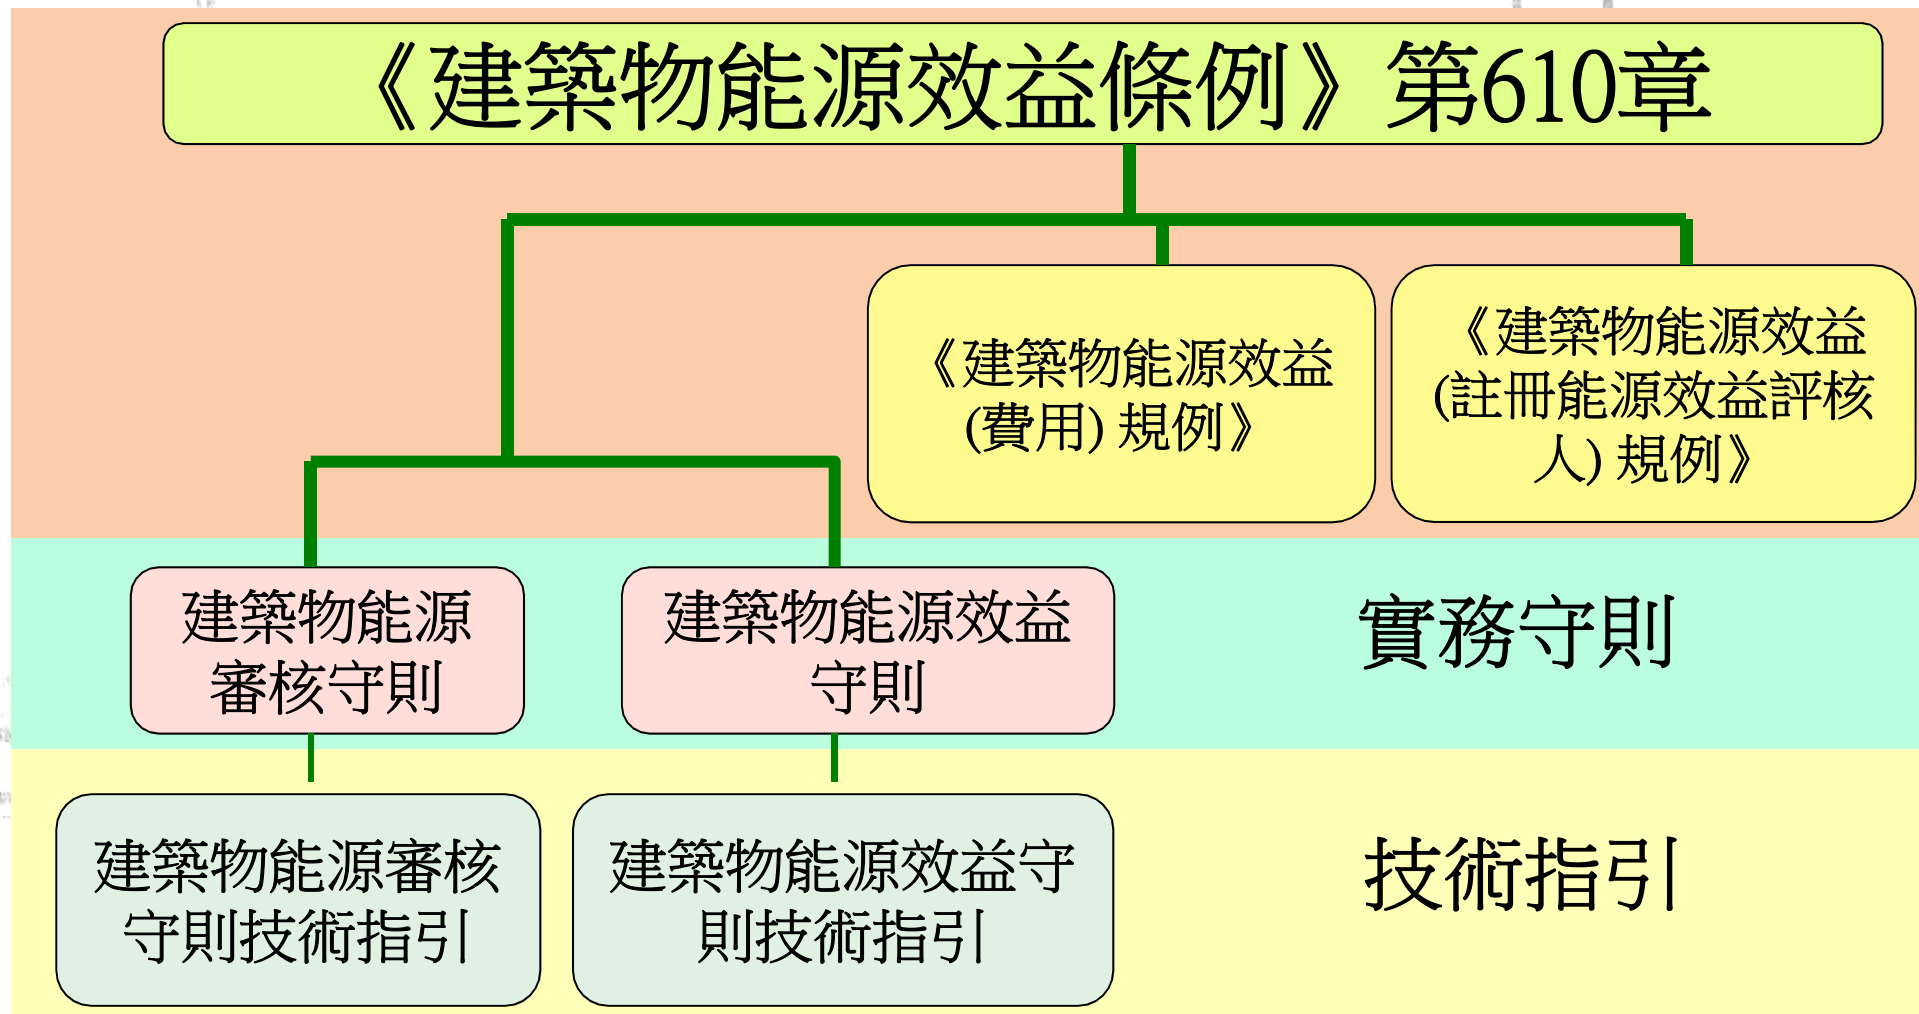 《建築物能源效益條例》第610章
《建築物能源效益
(費用) 規例》
《建築物能源效益
(註冊能源效益評核
人) 規例》
建築物能源
審核守則
建築物能源效益
守則
實務守則
建築物能源審核
守則技術指引
建築物能源效益守
則技術指引
技術指引